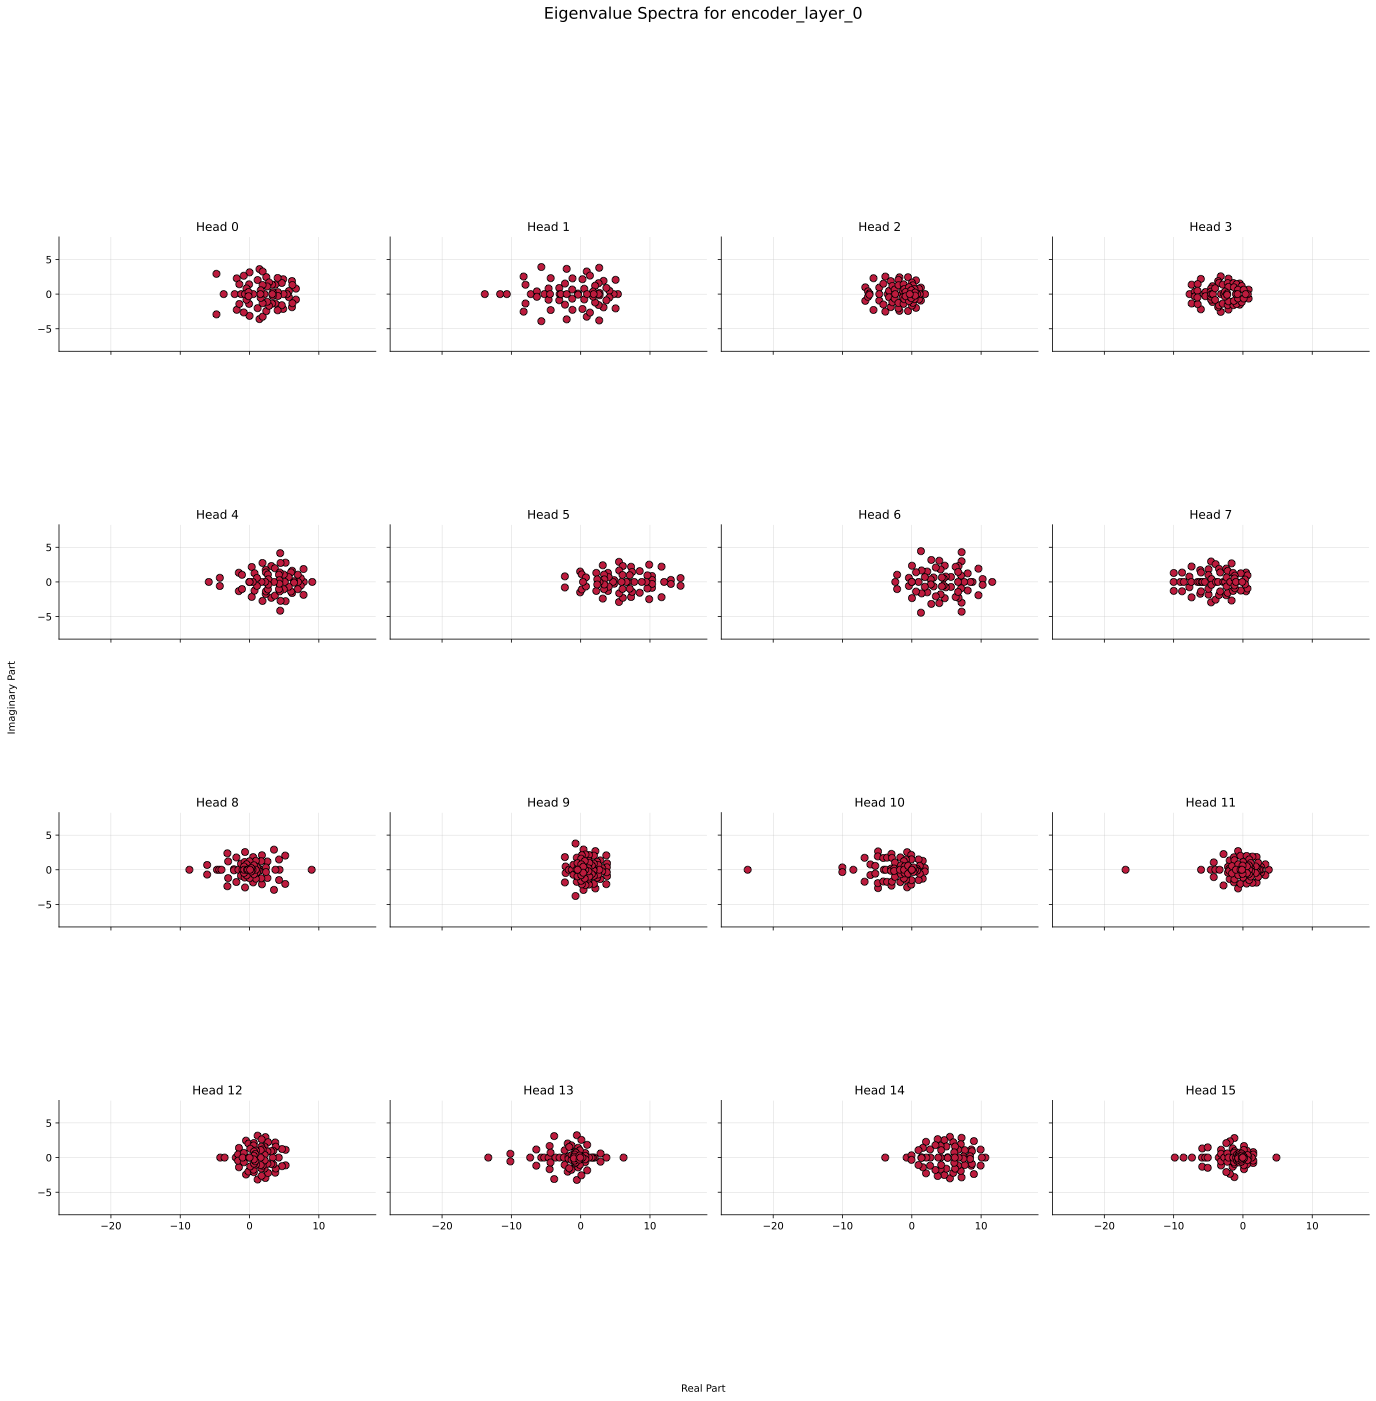 Eigenvalue Spectra for encoder_layer_0
Head 0 Head 1 Head 2 Head 3
5
0
−5
Head 4 Head 5 Head 6 Head 7
5
0
−5
Imaginary Part
Head 8 Head 9 Head 10 Head 11
5
0
−5
Head 12 Head 13 Head 14 Head 15
5
0
−5
−20 −10 0 10 −20 −10 0 10 −20 −10 0 10 −20 −10 0 10
Real Part